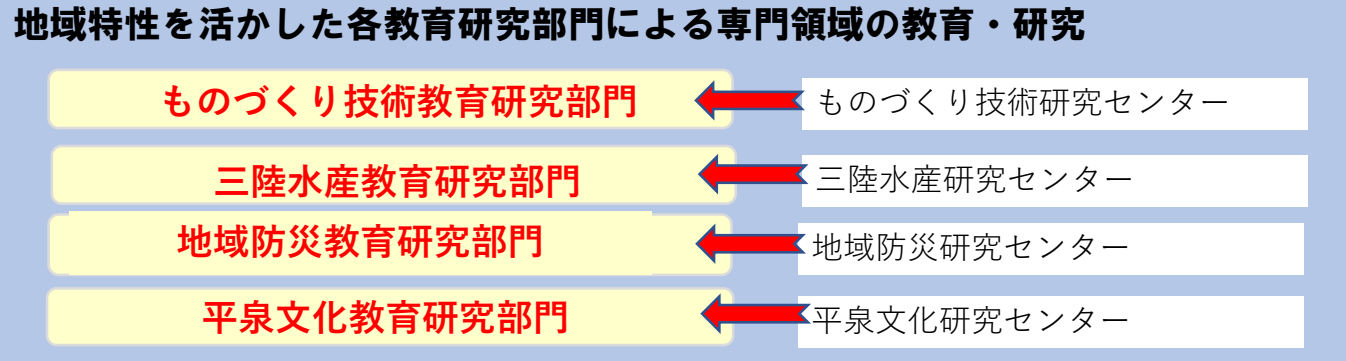 地域特性を活かした各教育研究部門による専門領域の教育・研究
ものづくり技術教育研究部門
ものづくり技術研究センター
三陸水産教育研究部門
三陸水産研究センター
地域防災教育研究部門
地域防災研究センター
平泉文化教育研究部門
平泉文化研究センター